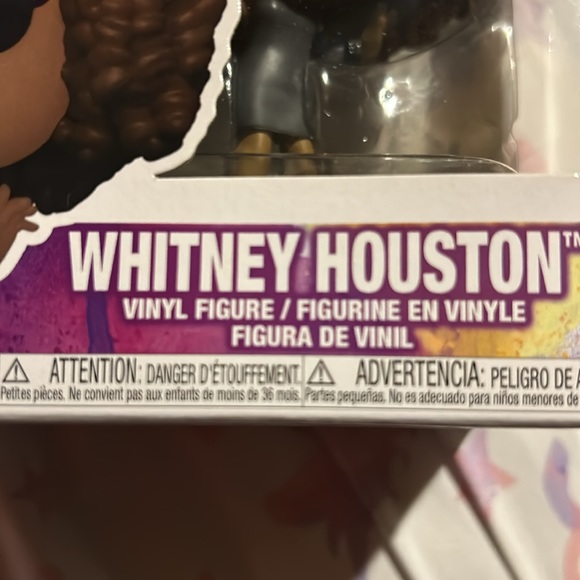 WHITNEY HOUSTON™
VINYL FIGURE / FIGURINE EN VINYLE
FIGURA DE VINIL
⚠ ATTENTION: DANGER D'ÉTOUFFEMENT. ⚠ ADVERTENCIA: PELIGRO DE
Petites pièces. Ne convient pas aux enfants de moins de 36 mois. Partes pequeñas. No es adecuado para niños menores de